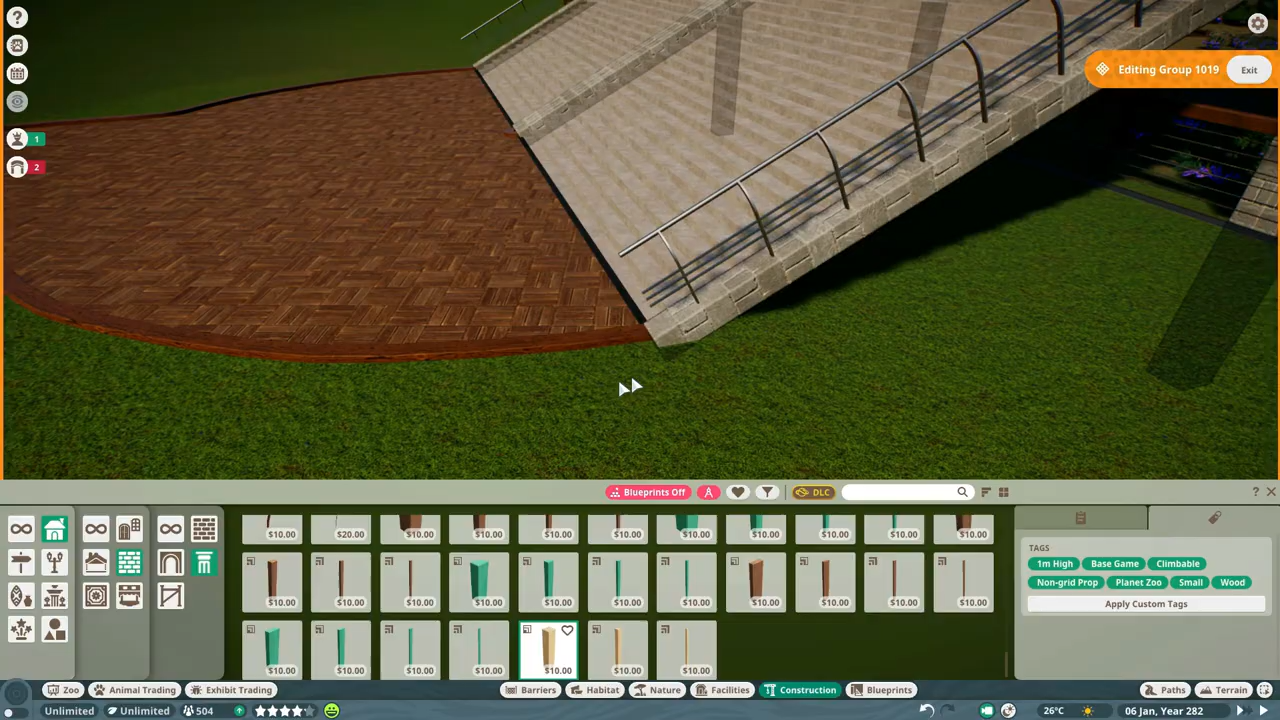 ?
Editing Group 1019
Exit
1
2
Blueprints Off
DLC
? ×
$10.00 $20.00 $10.00 $10.00 $10.00 $10.00 $10.00 $10.00 $10.00 $10.00 $10.00
$10.00 $10.00 $10.00 $10.00 $10.00 $10.00 $10.00 $10.00 $10.00 $10.00 $10.00
$10.00 $10.00 $10.00 $10.00 $10.00 $10.00 $10.00
TAGS
1m High Base Game Climbable
Non-grid Prop Planet Zoo Small Wood
Apply Custom Tags
Zoo Animal Trading Exhibit Trading Barriers Habitat Nature Facilities Construction Blueprints Paths Terrain
Unlimited Unlimited 504 26°C 06 Jan, Year 282